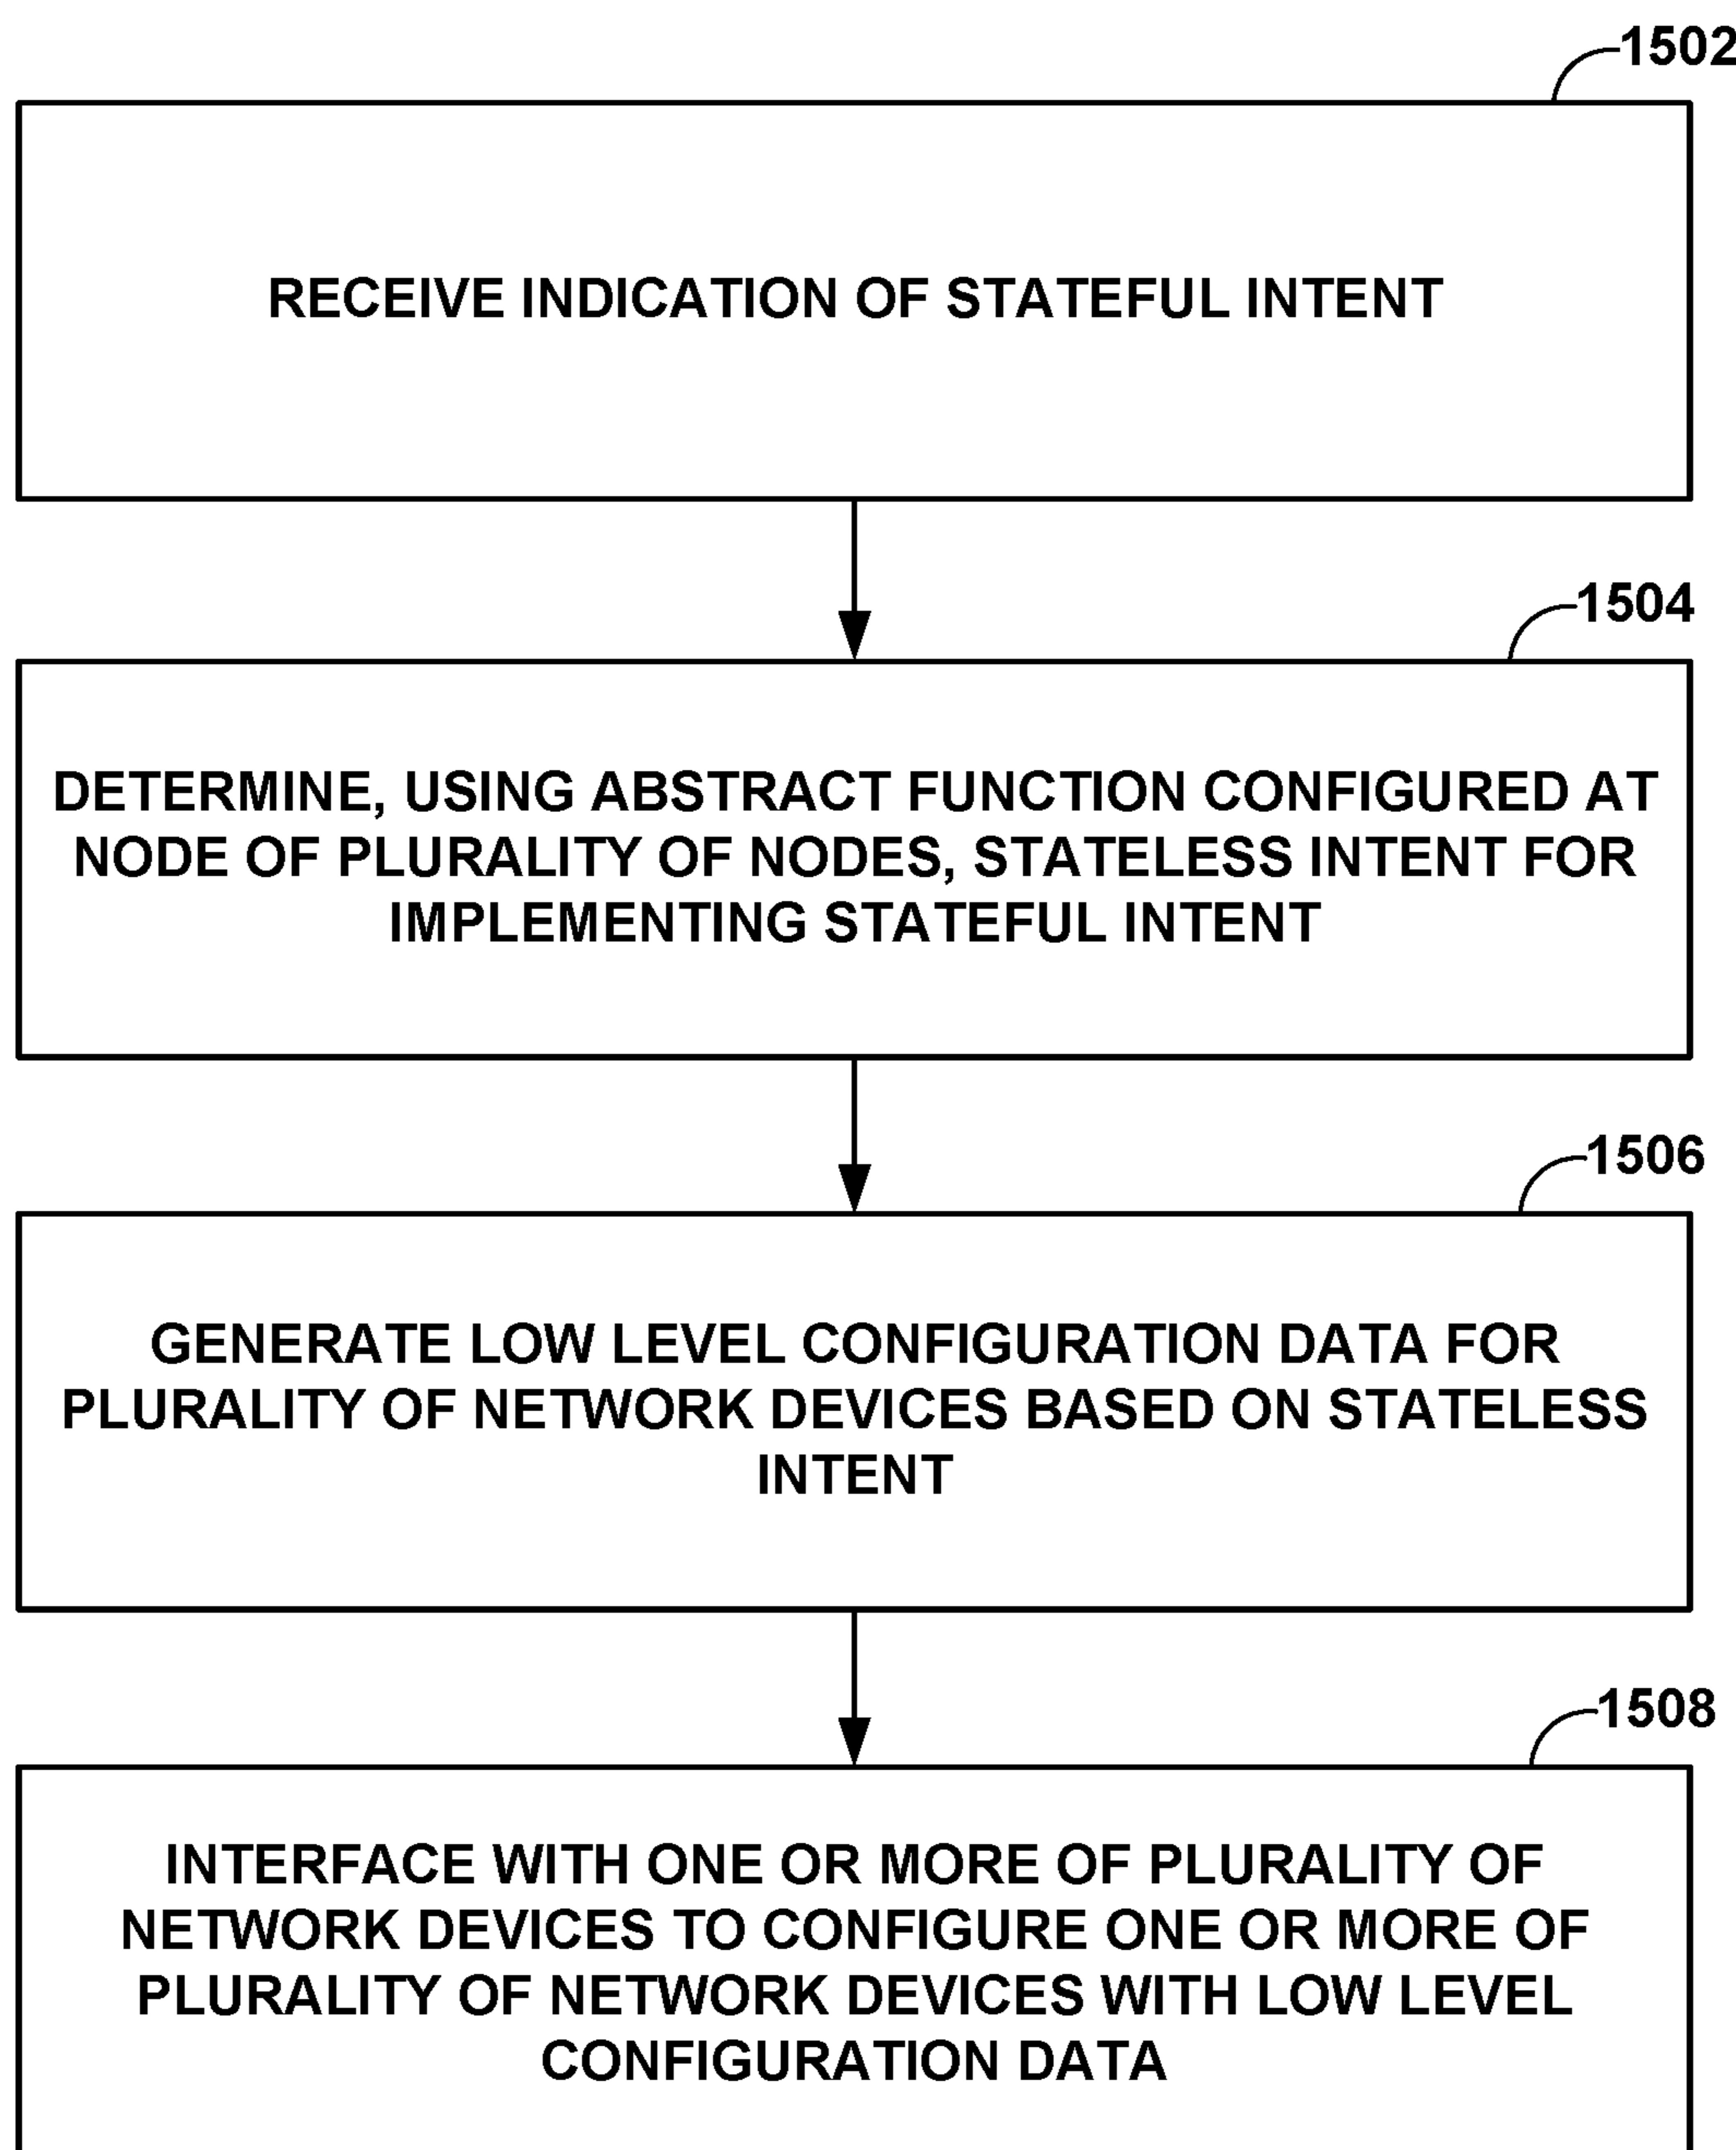 1502
RECEIVE INDICATION OF STATEFUL INTENT
1504
DETERMINE, USING ABSTRACT FUNCTION CONFIGURED AT
NODE OF PLURALITY OF NODES, STATELESS INTENT FOR
IMPLEMENTING STATEFUL INTENT
1506
GENERATE LOW LEVEL CONFIGURATION DATA FOR
PLURALITY OF NETWORK DEVICES BASED ON STATELESS
INTENT
1508
INTERFACE WITH ONE OR MORE OF PLURALITY OF
NETWORK DEVICES TO CONFIGURE ONE OR MORE OF
PLURALITY OF NETWORK DEVICES WITH LOW LEVEL
CONFIGURATION DATA